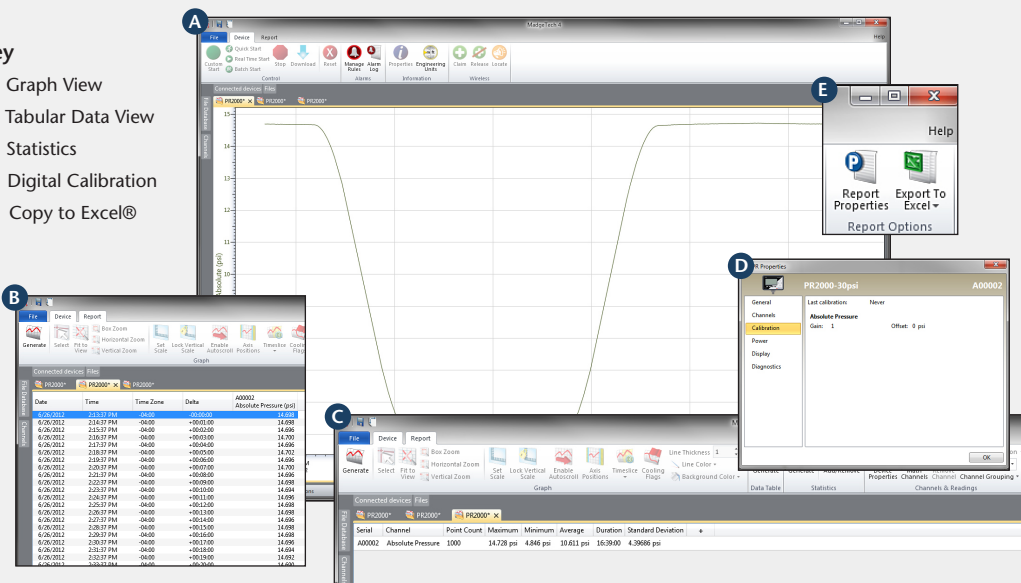 ey
Graph View
Tabular Data View
Statistics
Digital Calibration
Copy to Excel®
A
MadgeTech 4
File Device Report
Help
Custom Start
Quick Start
Real Time Start
Batch Start
Stop Download Reset Manage Rules Alarm Log Properties Engineering Units Claim Release Locate
Control Alarms Information Wireless
Connected devices Files
PR2000* PR2000* PR2000*
File Database
Channels
Absolute (psi)
15
14
13
12
11
10
E
Help
Report Properties
Export To Excel
Report Options
D
PR2000-30psi A00002
General
Channels
Calibration
Power
Display
Diagnostics
Last calibration: Never
Absolute Pressure
Gain: 1 Offset: 0 psi
OK
B
File Device Report
Generate Select Fit to View
Box Zoom
Horizontal Zoom
Vertical Zoom
Set Scale Lock Vertical Scale Enable Autoscroll Axis Positions Timeslice
Graph
Connected devices Files
PR2000* PR2000* PR2000*
File Database
Channels
Date Time Time Zone Delta A00002 Absolute Pressure (psi)
6/26/2012 2:13:37 PM -04:00 -00:00:00 14.698
6/26/2012 2:14:37 PM -04:00 +00:01:00 14.698
6/26/2012 2:15:37 PM -04:00 +00:02:00 14.696
6/26/2012 2:16:37 PM -04:00 +00:03:00 14.700
6/26/2012 2:17:37 PM -04:00 +00:04:00 14.696
6/26/2012 2:18:37 PM -04:00 +00:05:00 14.702
6/26/2012 2:19:37 PM -04:00 +00:06:00 14.696
6/26/2012 2:20:37 PM -04:00 +00:07:00 14.700
6/26/2012 2:21:37 PM -04:00 +00:08:00 14.696
6/26/2012 2:22:37 PM -04:00 +00:09:00 14.698
6/26/2012 2:23:37 PM -04:00 +00:10:00 14.694
6/26/2012 2:24:37 PM -04:00 +00:11:00 14.696
6/26/2012 2:25:37 PM -04:00 +00:12:00 14.698
6/26/2012 2:26:37 PM -04:00 +00:13:00 14.698
6/26/2012 2:27:37 PM -04:00 +00:14:00 14.696
6/26/2012 2:28:37 PM -04:00 +00:15:00 14.698
6/26/2012 2:29:37 PM -04:00 +00:16:00 14.698
6/26/2012 2:30:37 PM -04:00 +00:17:00 14.696
6/26/2012 2:31:37 PM -04:00 +00:18:00 14.694
6/26/2012 2:32:37 PM -04:00 +00:19:00 14.692
C
File Device Report
Generate Select Fit to View
Box Zoom
Horizontal Zoom
Vertical Zoom
Set Scale Lock Vertical Scale Enable Autoscroll Axis Positions Timeslice Cooling Flags
Line Thickness 1
Line Color
Background Color
Properties Channels Channel Channel Grouping
Graph Data Table Statistics Channels & Readings
Connected devices Files
PR2000* PR2000* PR2000*
File Database
Channels
Serial Channel Point Count Maximum Minimum Average Duration Standard Deviation +
A00002 Absolute Pressure 1000 14.728 psi 4.846 psi 10.611 psi 16:39:00 4.39686 psi